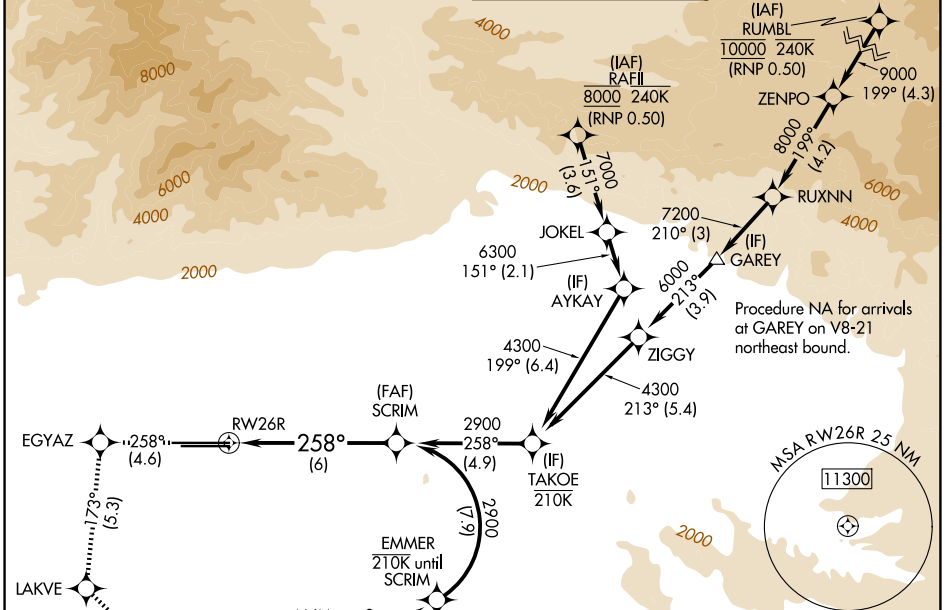 (IAF)
RUMBL
10000 240K
(RNP 0.50)
9000
199° (4.3)
ZENPO
4000
8000
(IAF)
RAFII
8000 240K
(RNP 0.50)
8000
199°
(4.2)
7000
151°
(3.6)
6000
4000
2000
6000
4000
RUXNN
7200
210° (3)
(IF)
GAREY
JOKEL
6300
151° (2.1)
(IF)
AYKAY
2000
6000
213°
(3.9)
Procedure NA for arrivals
at GAREY on V8-21
northeast bound.
ZIGGY
4300
199° (6.4)
4300
213° (5.4)
(FAF)
SCRIM
EGYAZ
258°
(4.6)
RW26R
258°
(6)
2900
258°
(4.9)
(IF)
TAKOE
210K
MSA RW26R 25 NM
11300
173°
(5.3)
2900
(7.9)
2000
EMMER
210K until
SCRIM
LAKVE